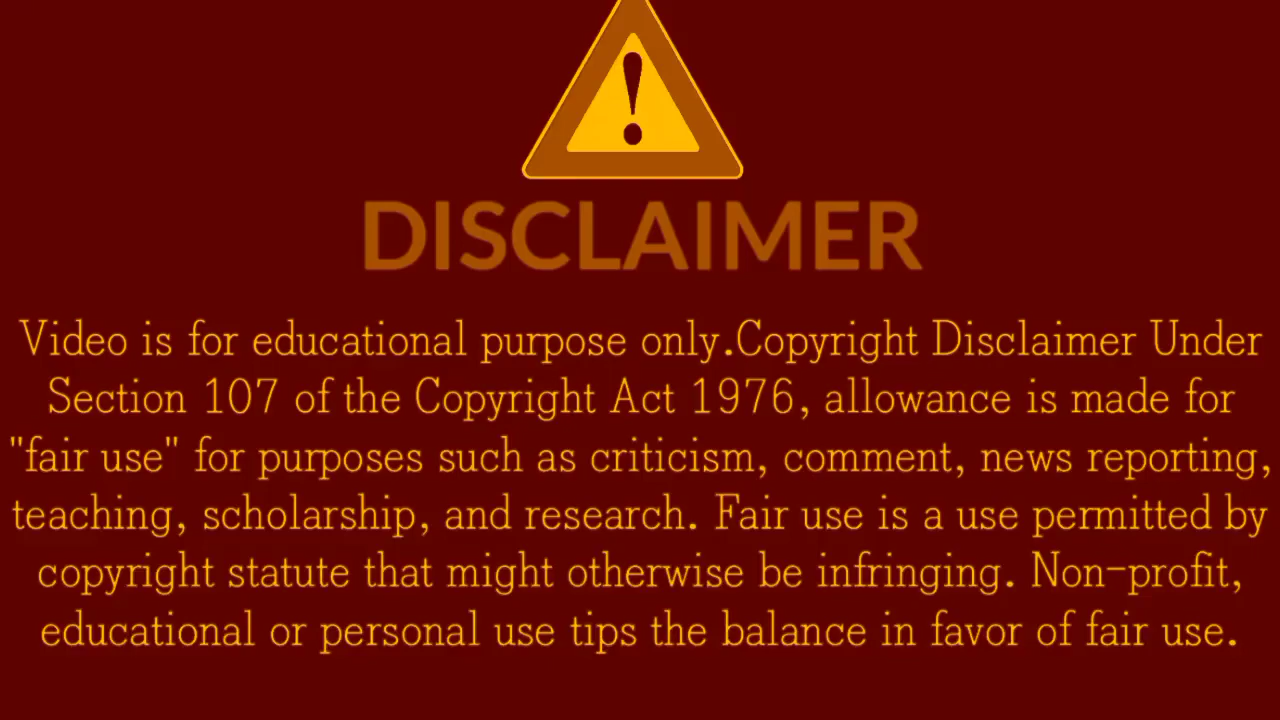 DISCLAIMER
Video is for educational purpose only.Copyright Disclaimer Under
Section 107 of the Copyright Act 1976, allowance is made for
"fair use" for purposes such as criticism, comment, news reporting,
teaching, scholarship, and research. Fair use is a use permitted by
copyright statute that might otherwise be infringing. Non-profit,
educational or personal use tips the balance in favor of fair use.